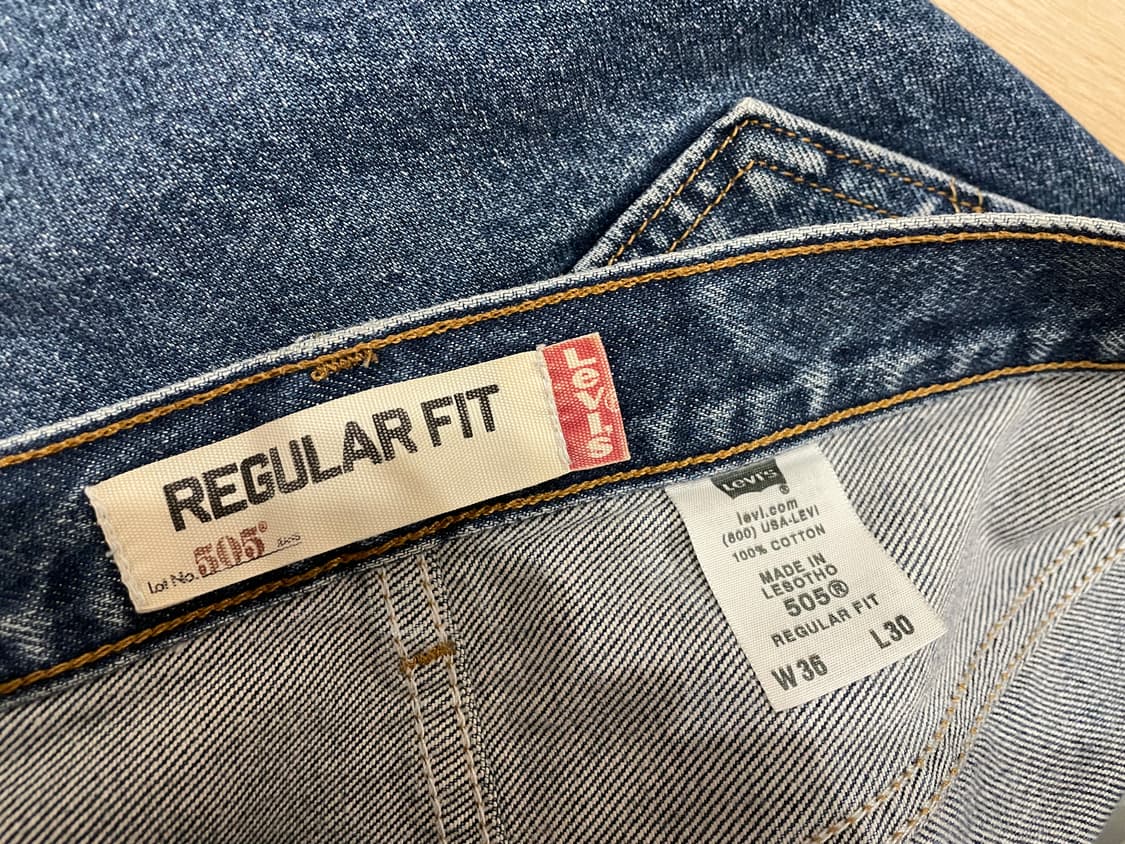 REGULAR FIT
Lot No. 505®
Levi's®
Levi's®
levi.com
(800) USA-LEVI
100% COTTON
MADE IN
LESOTHO
505®
REGULAR FIT
W 36 L30